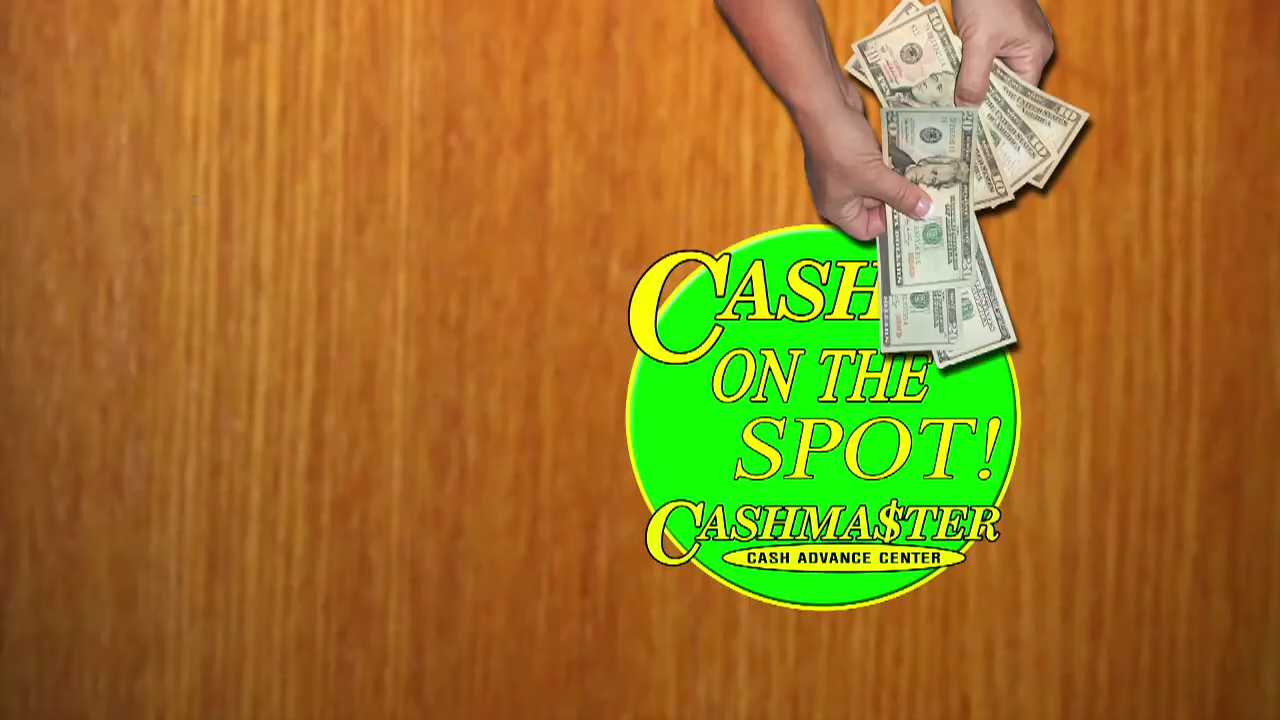 CASH
ON THE
SPOT!
CASHMA$TER
CASH ADVANCE CENTER